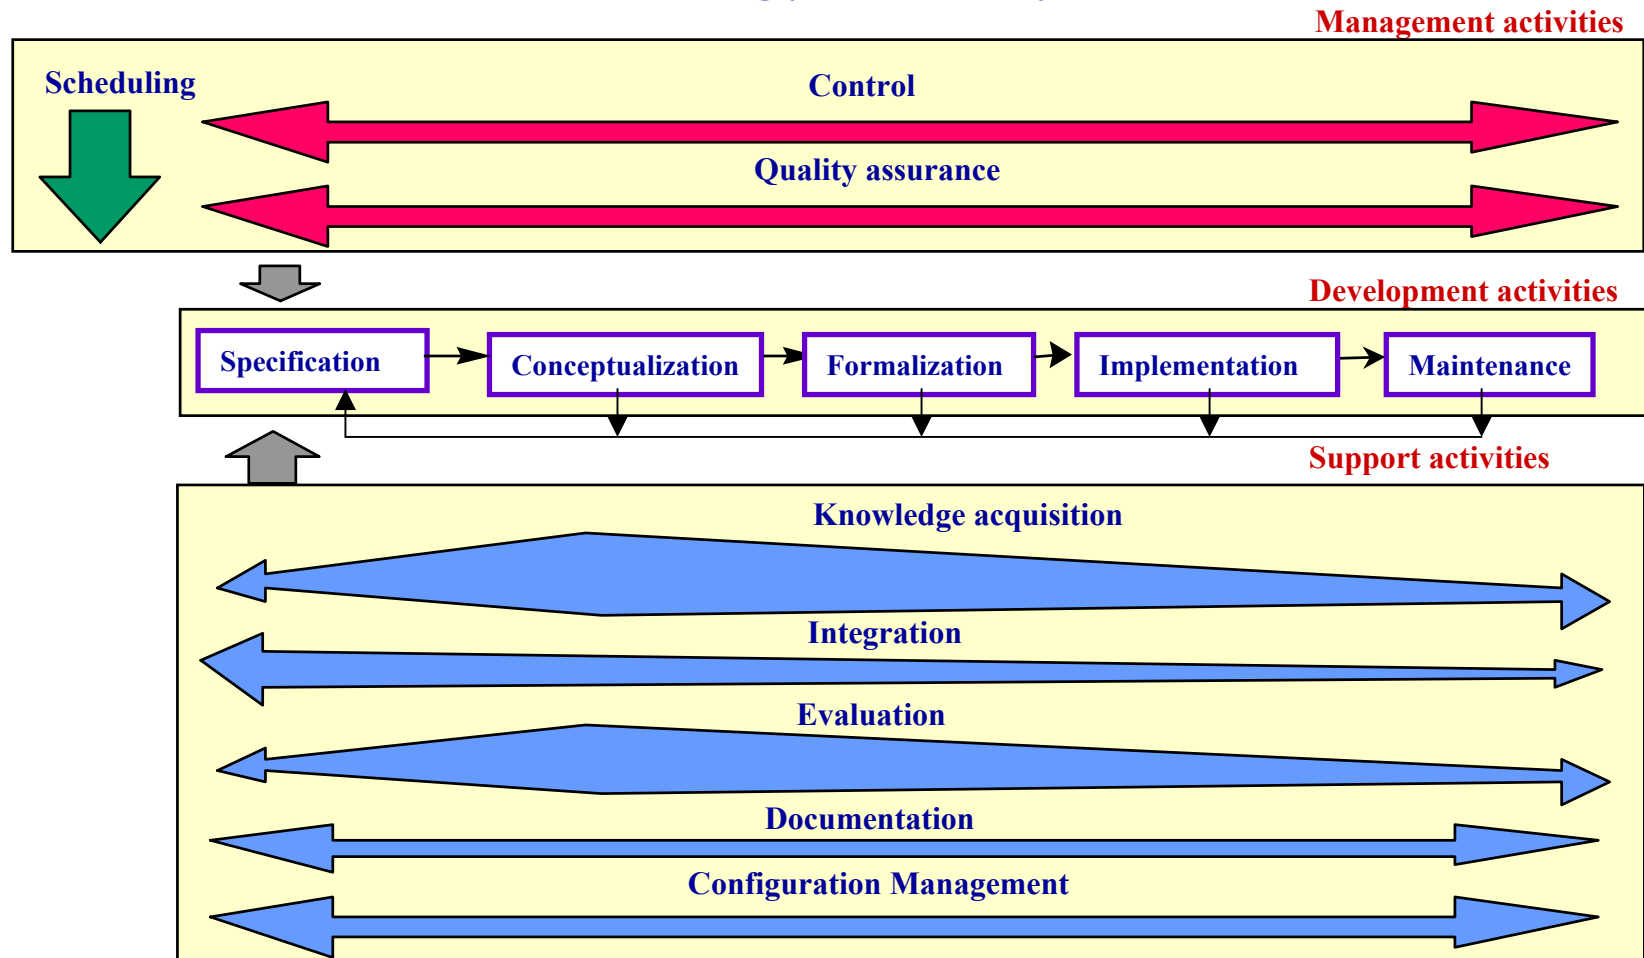 Management activities
Scheduling
Control
Quality assurance
Development activities
Specification
Conceptualization
Formalization
Implementation
Maintenance
Support activities
Knowledge acquisition
Integration
Evaluation
Documentation
Configuration Management